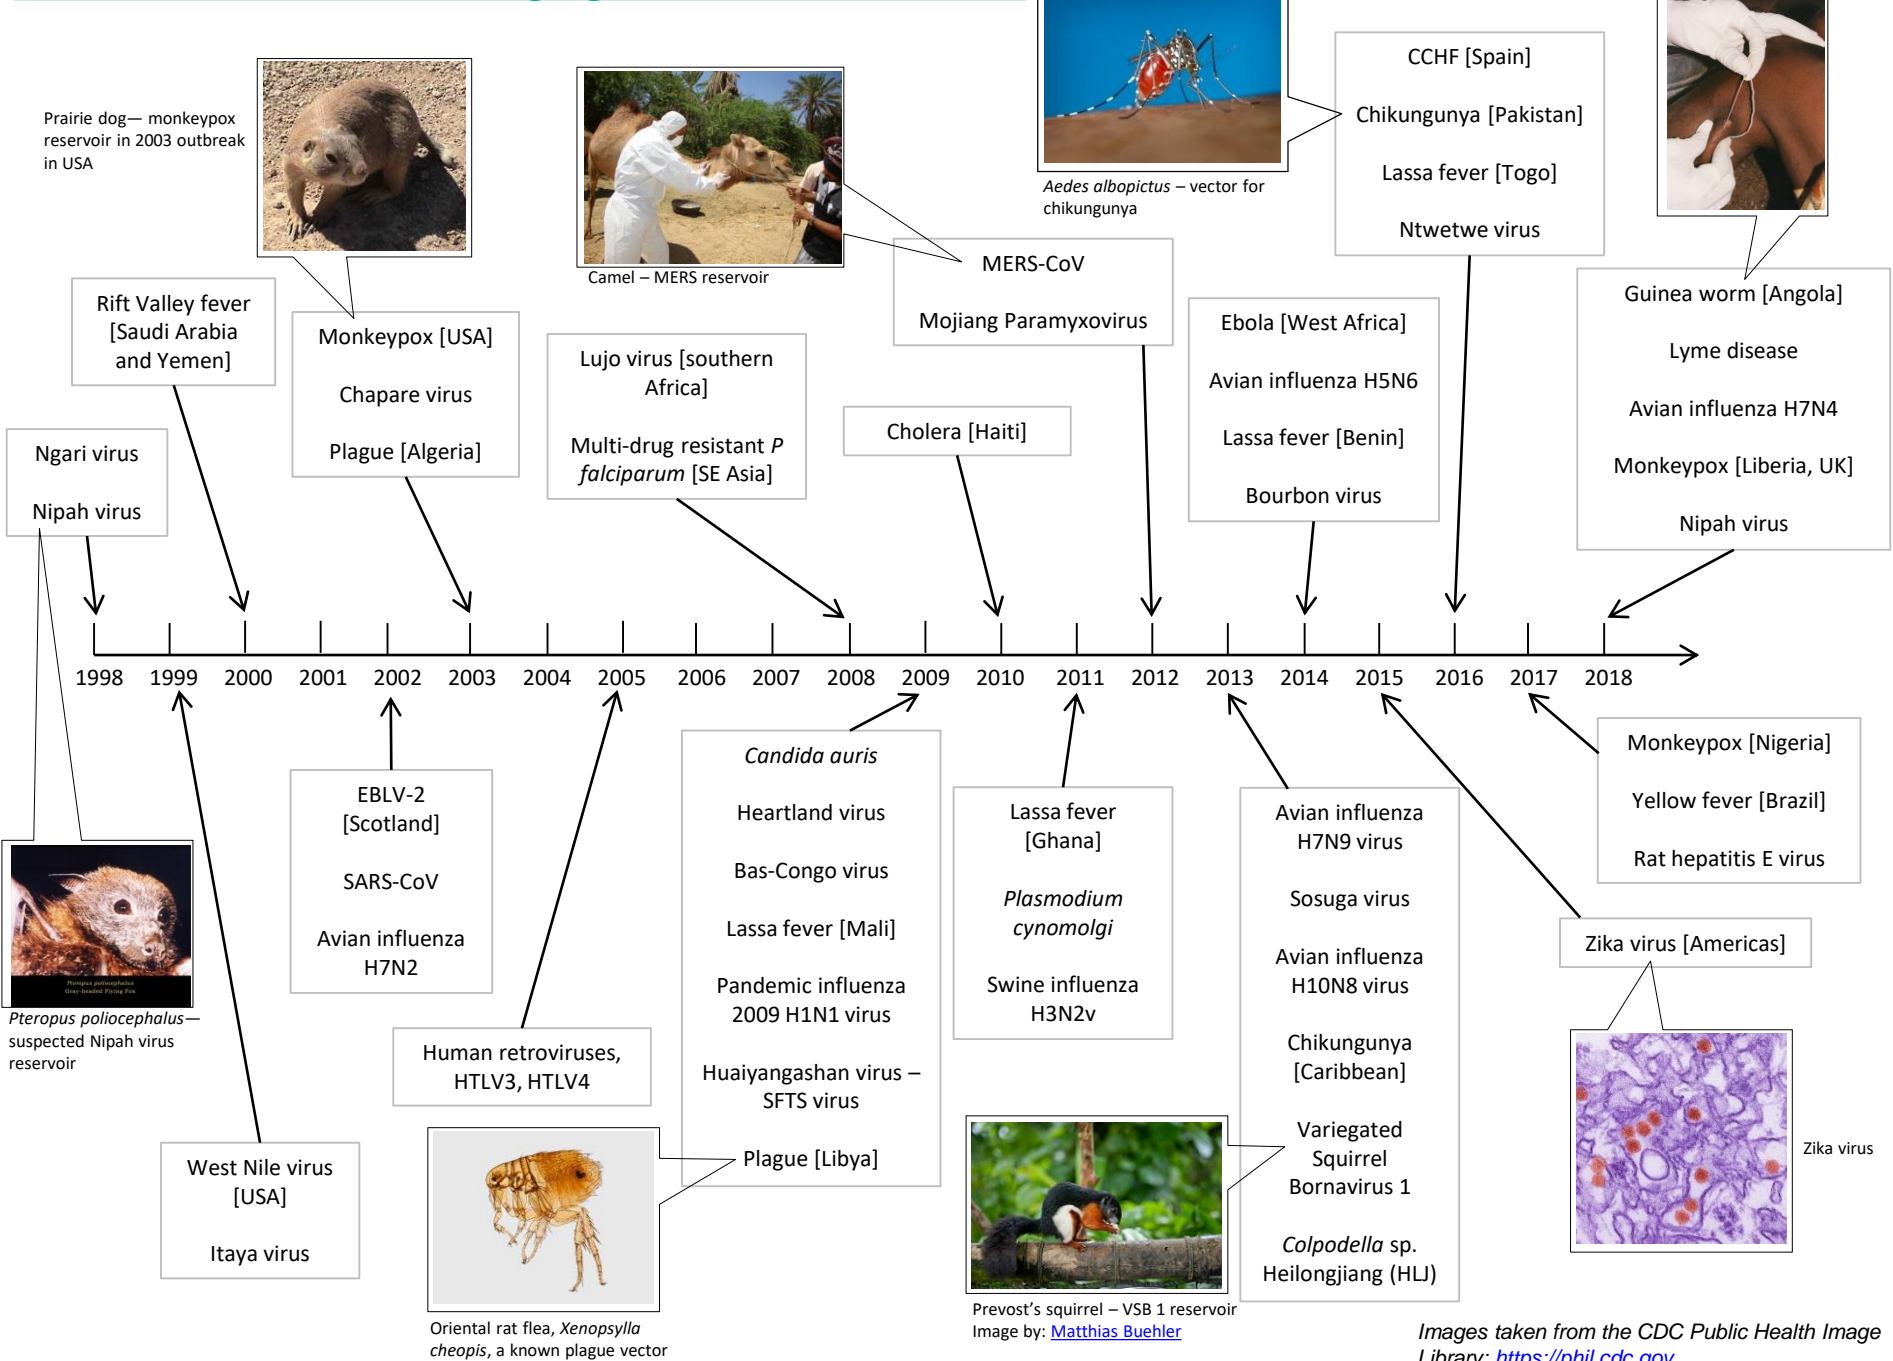 Prairie dog— monkeypox
reservoir in 2003 outbreak
in USA
Camel – MERS reservoir
Aedes albopictus – vector for
chikungunya
CCHF [Spain]
Chikungunya [Pakistan]
Lassa fever [Togo]
Ntwetwe virus
Rift Valley fever
[Saudi Arabia
and Yemen]
Monkeypox [USA]
Chapare virus
Plague [Algeria]
Lujo virus [southern
Africa]
Multi-drug resistant P
falciparum [SE Asia]
MERS-CoV
Mojiang Paramyxovirus
Cholera [Haiti]
Ebola [West Africa]
Avian influenza H5N6
Lassa fever [Benin]
Bourbon virus
Guinea worm [Angola]
Lyme disease
Avian influenza H7N4
Monkeypox [Liberia, UK]
Nipah virus
Ngari virus
Nipah virus
1998 1999 2000 2001 2002 2003 2004 2005 2006 2007 2008 2009 2010 2011 2012 2013 2014 2015 2016 2017 2018
Pteropus poliocephalus
Gray-headed Flying Fox
Pteropus poliocephalus—
suspected Nipah virus
reservoir
West Nile virus
[USA]
Itaya virus
EBLV-2
[Scotland]
SARS-CoV
Avian influenza
H7N2
Human retroviruses,
HTLV3, HTLV4
Oriental rat flea, Xenopsylla
cheopis, a known plague vector
Candida auris
Heartland virus
Bas-Congo virus
Lassa fever [Mali]
Pandemic influenza
2009 H1N1 virus
Huaiyangashan virus –
SFTS virus
Plague [Libya]
Lassa fever
[Ghana]
Plasmodium
cynomolgi
Swine influenza
H3N2v
Prevost's squirrel – VSB 1 reservoir
Image by: Matthias Buehler
Avian influenza
H7N9 virus
Sosuga virus
Avian influenza
H10N8 virus
Chikungunya
[Caribbean]
Variegated
Squirrel
Bornavirus 1
Colpodella sp.
Heilongjiang (HLJ)
Monkeypox [Nigeria]
Yellow fever [Brazil]
Rat hepatitis E virus
Zika virus [Americas]
Zika virus
Images taken from the CDC Public Health Image
Library: https://phil.cdc.gov